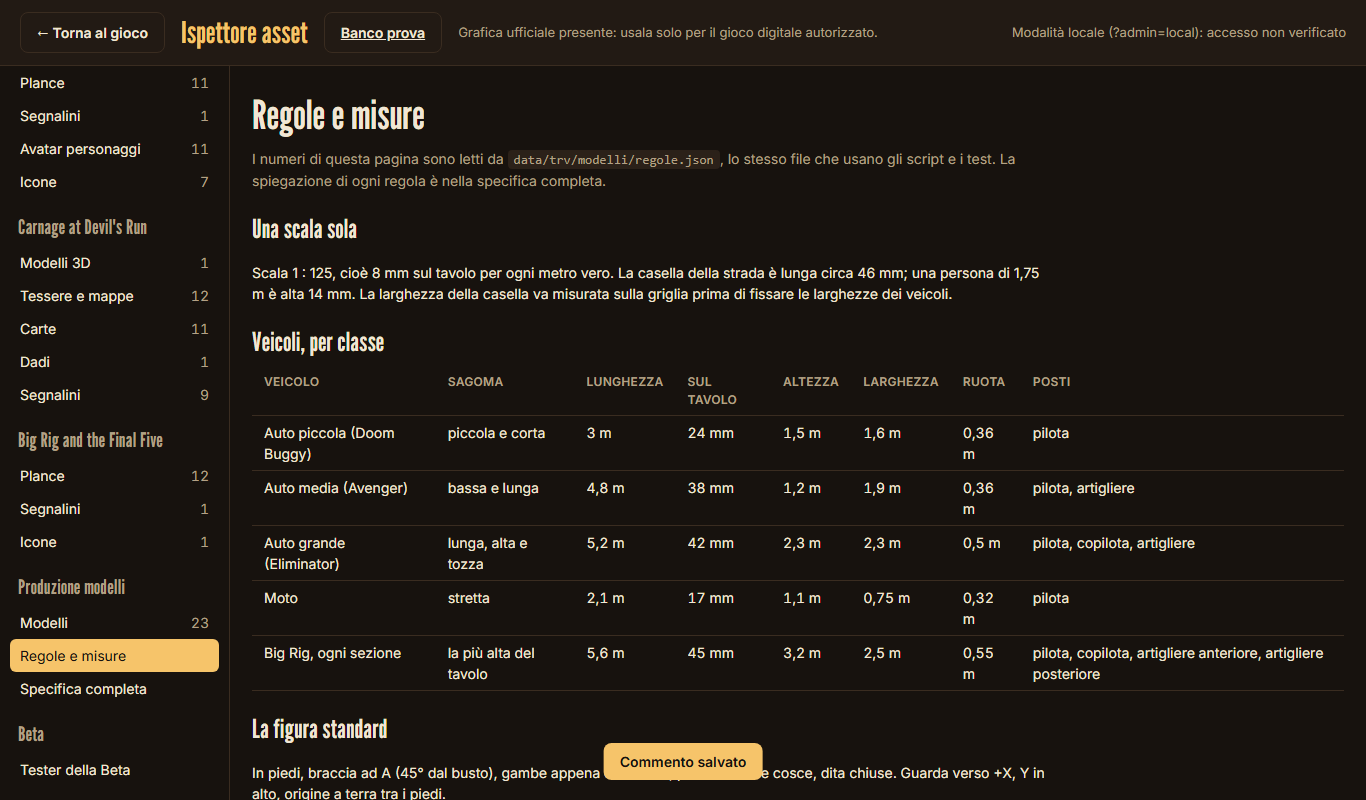 ← Torna al gioco
Ispettore asset
Banco prova
Grafica ufficiale presente: usala solo per il gioco digitale autorizzato.
Modalità locale (?admin=local): accesso non verificato
Plance 11
Segnalini 1
Avatar personaggi 11
Icone 7
Carnage at Devil's Run
Modelli 3D 1
Tessere e mappe 12
Carte 11
Dadi 1
Segnalini 9
Big Rig and the Final Five
Plance 12
Segnalini 1
Icone 1
Produzione modelli
Modelli 23
Regole e misure
Specifica completa
Beta
Tester della Beta
Regole e misure
I numeri di questa pagina sono letti da data/trv/modelli/regole.json, lo stesso file che usano gli script e i test. La
spiegazione di ogni regola è nella specifica completa.
Una scala sola
Scala 1 : 125, cioè 8 mm sul tavolo per ogni metro vero. La casella della strada è lunga circa 46 mm; una persona di 1,75
m è alta 14 mm. La larghezza della casella va misurata sulla griglia prima di fissare le larghezze dei veicoli.
Veicoli, per classe
VEICOLO SAGOMA LUNGHEZZA SUL ALTEZZA LARGHEZZA RUOTA POSTI
TAVOLO
Auto piccola (Doom piccola e corta 3 m 24 mm 1,5 m 1,6 m 0,36 pilota
Buggy) m
Auto media (Avenger) bassa e lunga 4,8 m 38 mm 1,2 m 1,9 m 0,36 pilota, artigliere
m
Auto grande lunga, alta e 5,2 m 42 mm 2,3 m 2,3 m 0,5 m pilota, copilota, artigliere
(Eliminator) tozza
Moto stretta 2,1 m 17 mm 1,1 m 0,75 m 0,32 pilota
m
Big Rig, ogni sezione la più alta del 5,6 m 45 mm 3,2 m 2,5 m 0,55 pilota, copilota, artigliere anteriore, artigliere
tavolo m posteriore
La figura standard
In piedi, braccia ad A (45° dal busto), gambe appena e cosce, dita chiuse. Guarda verso +X, Y in
alto, origine a terra tra i piedi.
Commento salvato